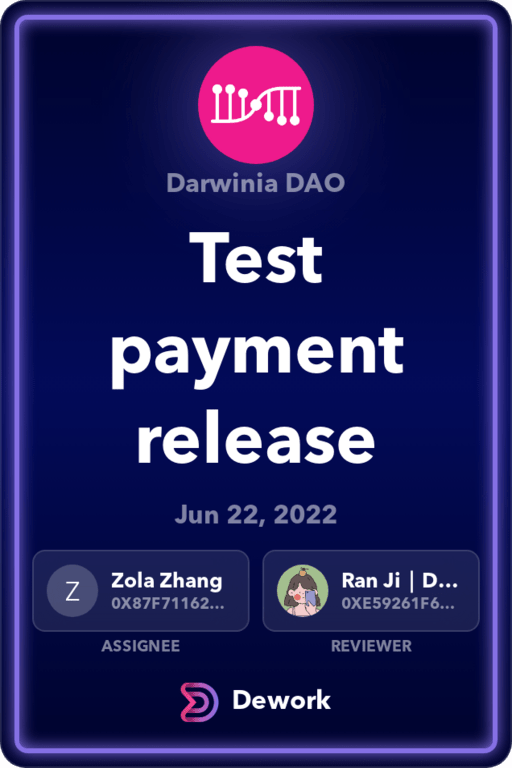 Darwinia DAO
Test
payment
release
Jun 22, 2022
Z
Zola Zhang
0X87F71162...
Ran Ji | D...
0XE59261F6...
ASSIGNEE
REVIEWER
Dework